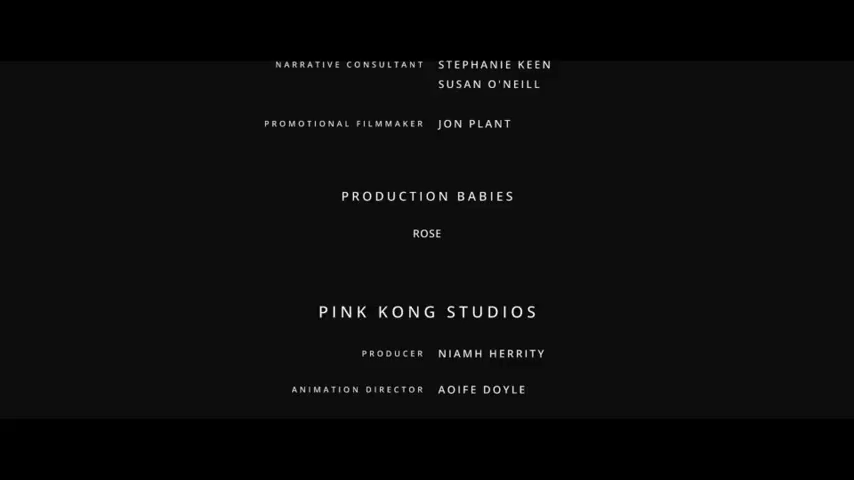 NARRATIVE CONSULTANT STEPHANIE KEEN
SUSAN O'NEILL
PROMOTIONAL FILMMAKER JON PLANT
PRODUCTION BABIES
ROSE
PINK KONG STUDIOS
PRODUCER NIAMH HERRITY
ANIMATION DIRECTOR AOIFE DOYLE